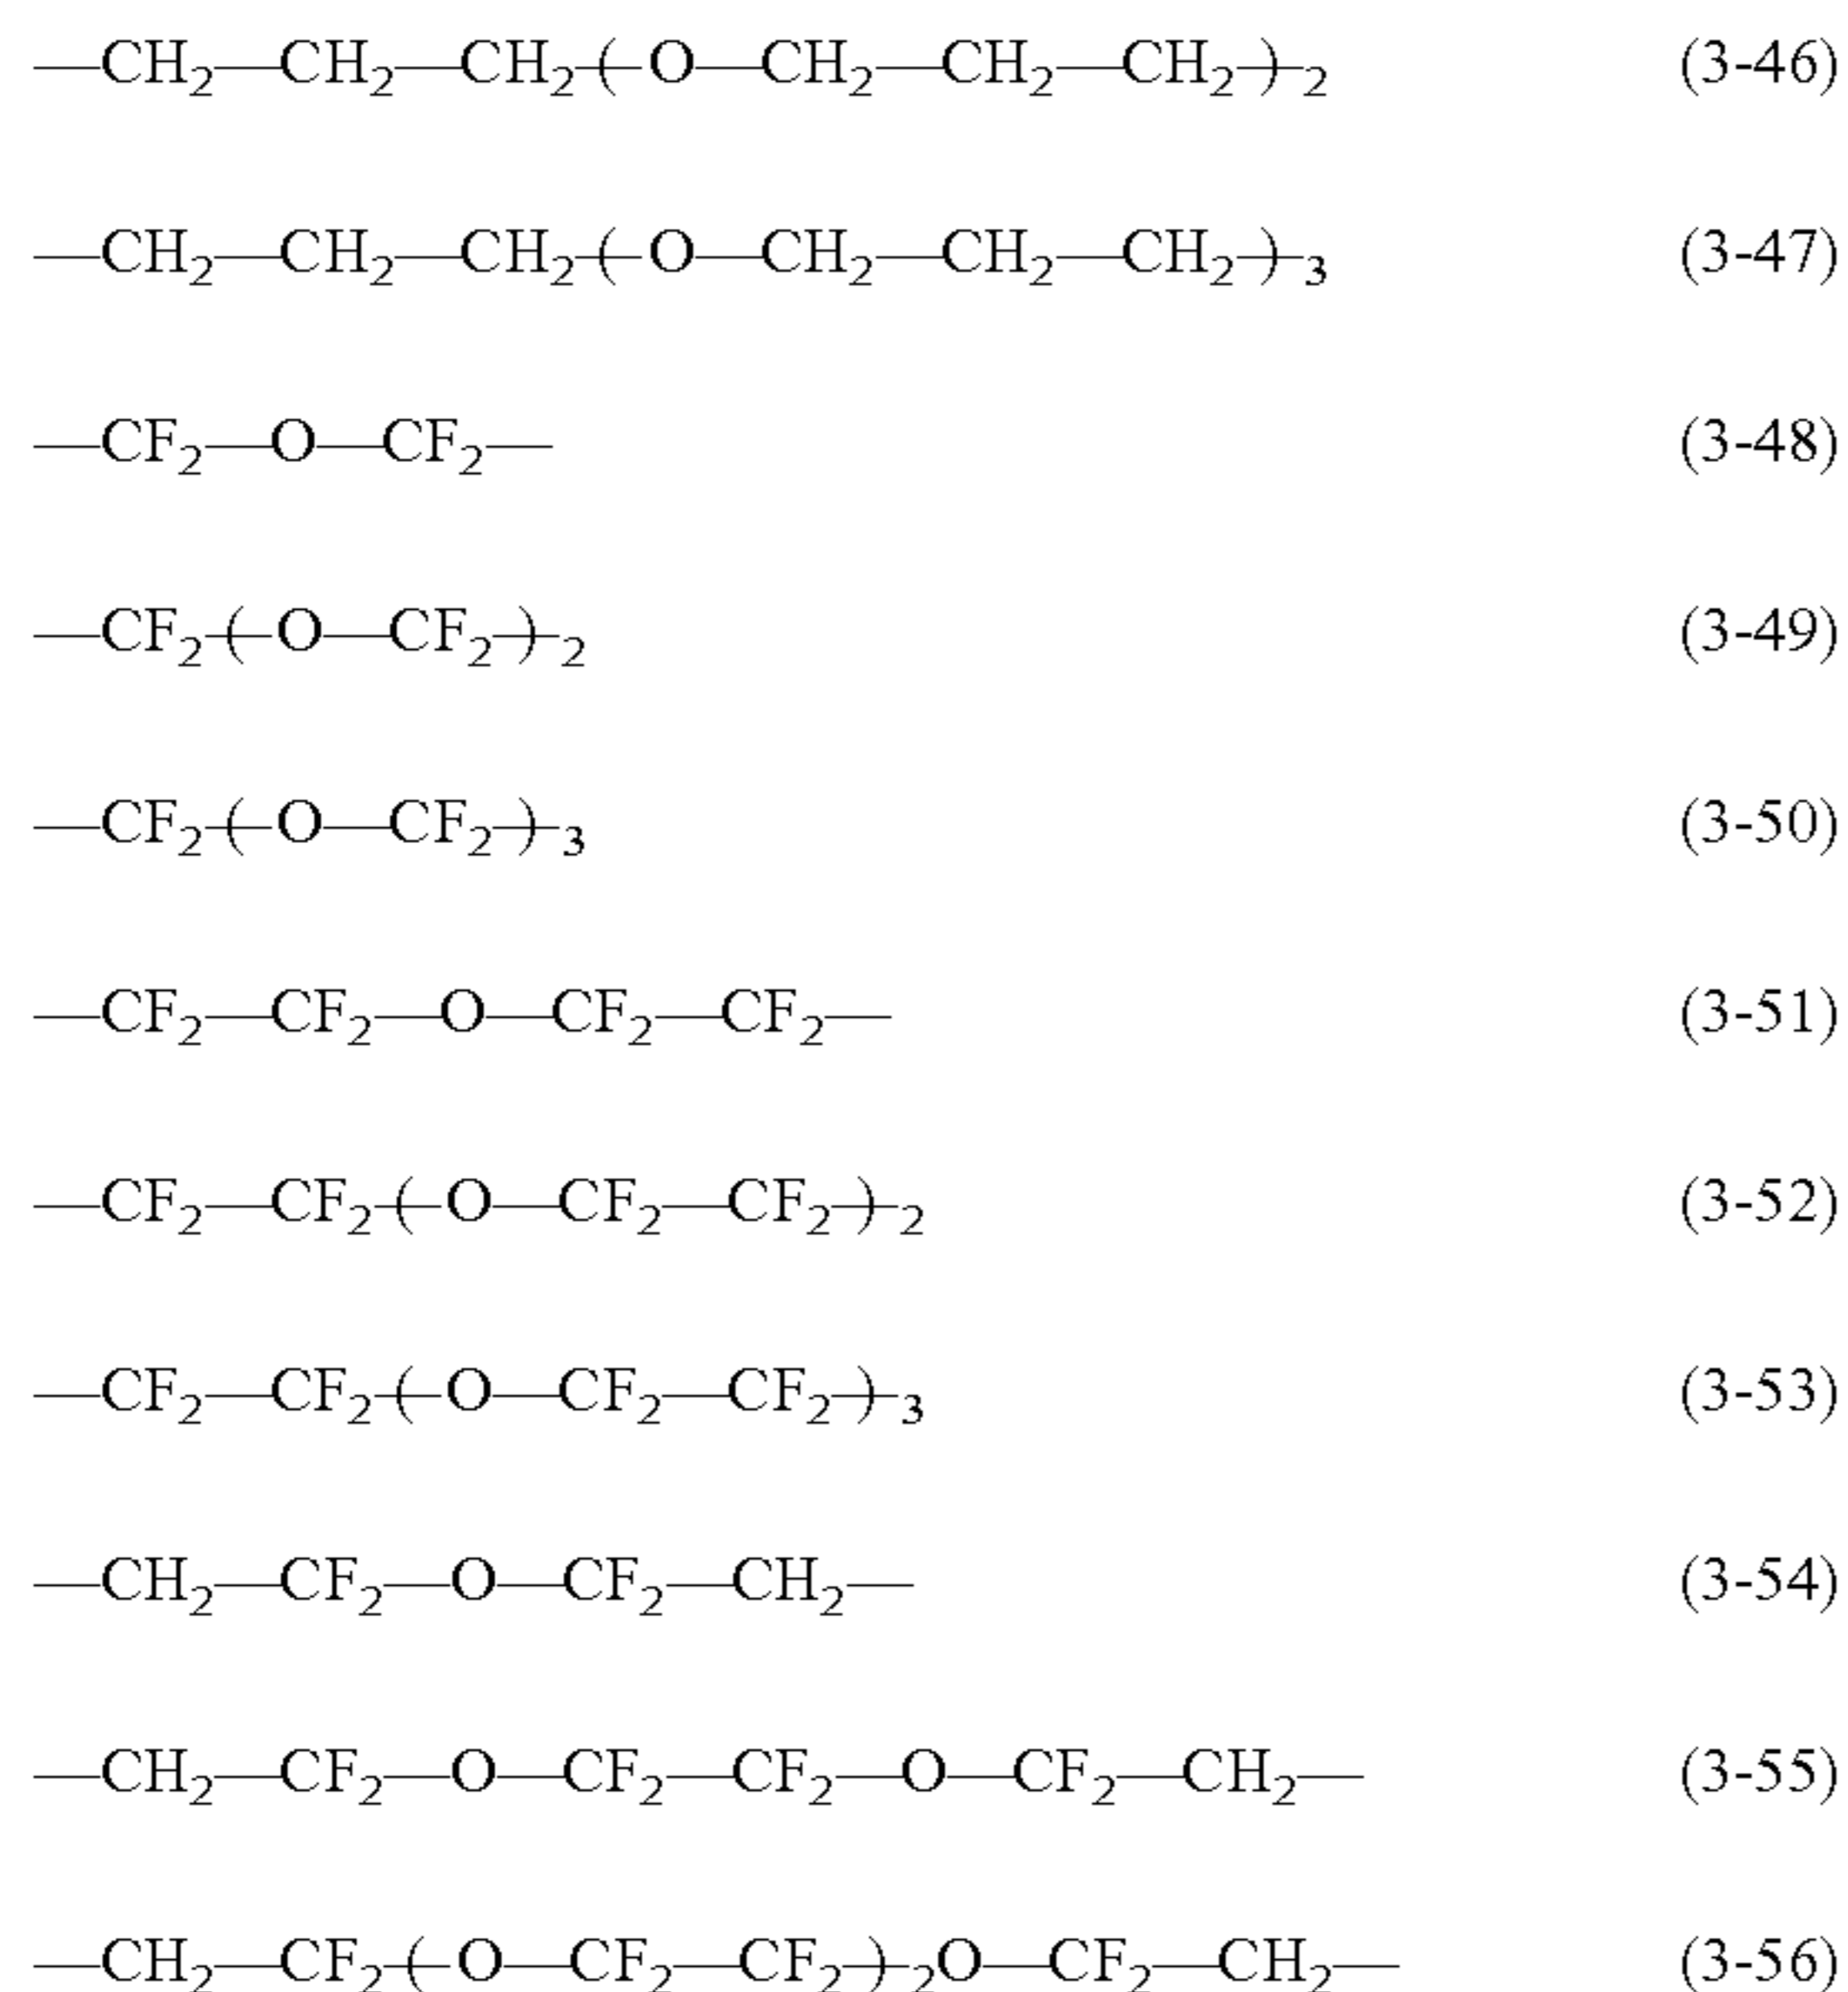 —CH₂—CH₂—CH₂—(O—CH₂—CH₂—CH₂)—₂ (3-46)
—CH₂—CH₂—CH₂—(O—CH₂—CH₂—CH₂)—₃ (3-47)
—CF₂—O—CF₂— (3-48)
—CF₂—(O—CF₂)—₂ (3-49)
—CF₂—(O—CF₂)—₃ (3-50)
—CF₂—CF₂—O—CF₂—CF₂— (3-51)
—CF₂—CF₂—(O—CF₂—CF₂)—₂ (3-52)
—CF₂—CF₂—(O—CF₂—CF₂)—₃ (3-53)
—CH₂—CF₂—O—CF₂—CH₂— (3-54)
—CH₂—CF₂—O—CF₂—CF₂—O—CF₂—CH₂— (3-55)
—CH₂—CF₂—(O—CF₂—CF₂)—₂O—CF₂—CH₂— (3-56)